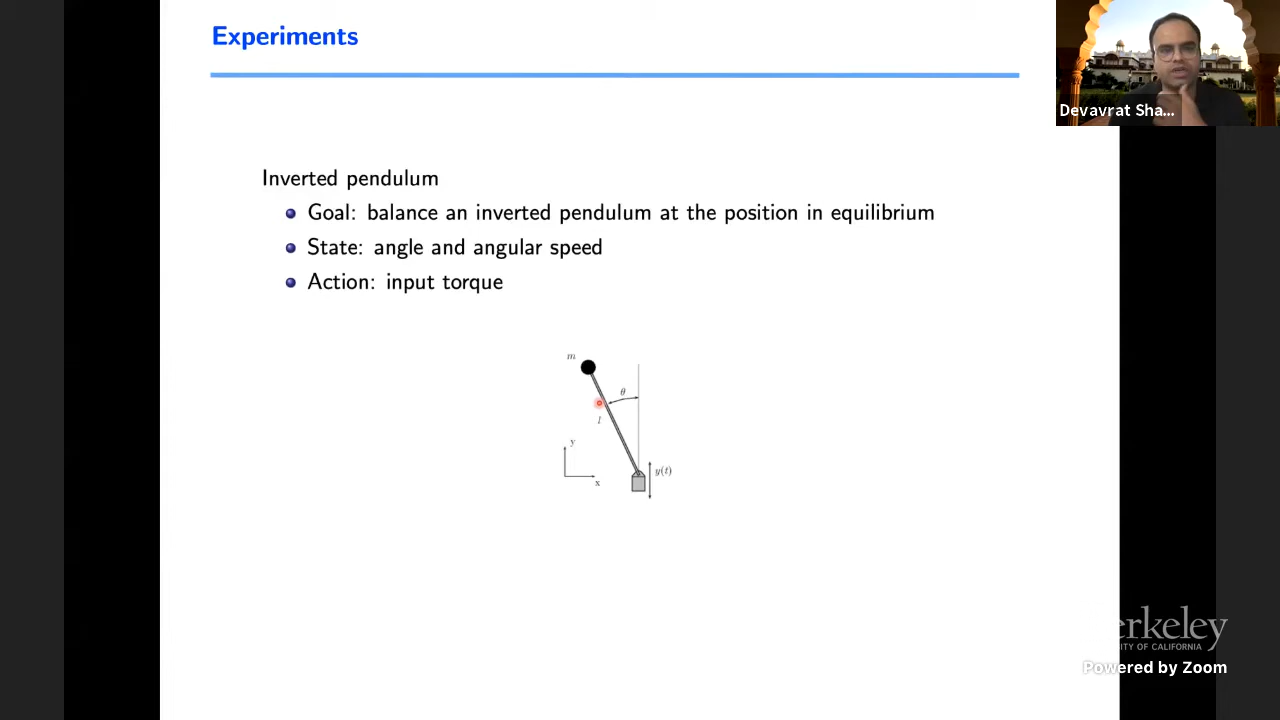 Experiments
Devavrat Sha...
Inverted pendulum
Goal: balance an inverted pendulum at the position in equilibrium
State: angle and angular speed
Action: input torque
m
θ
l
y
y(t)
x
erkeley
ITY OF CALIFORNIA
Powered by Zoom